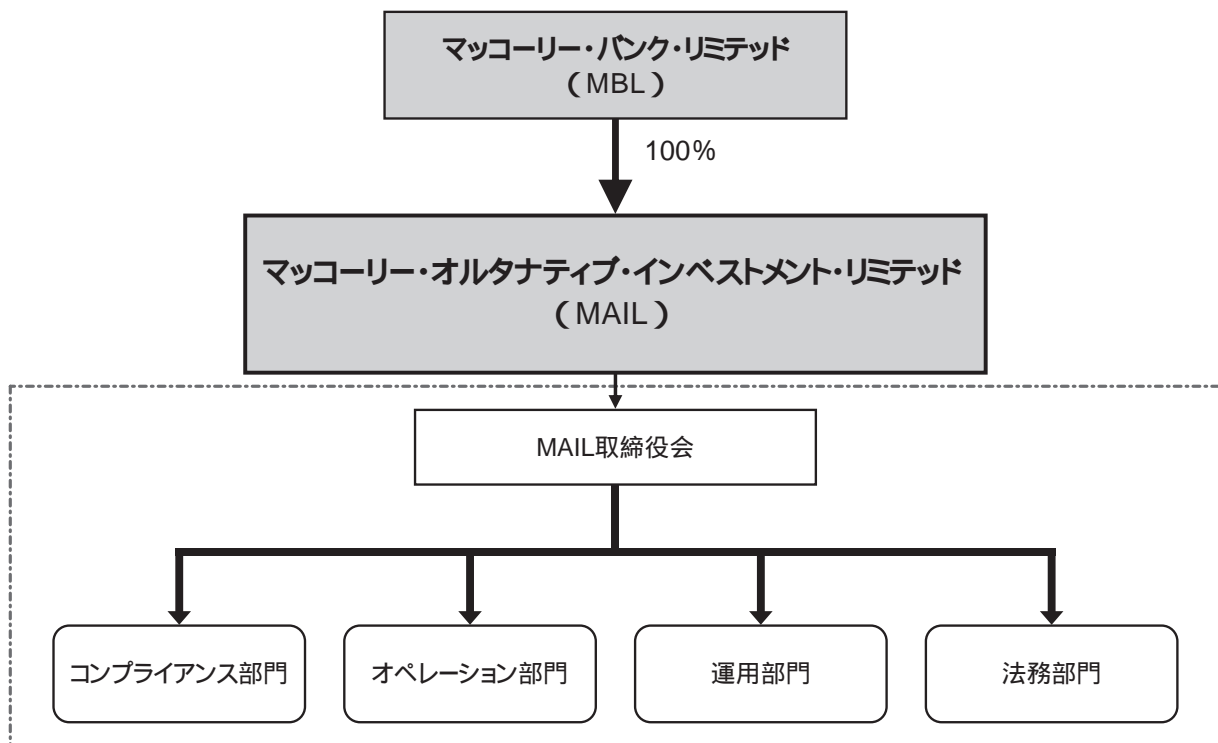 マッコーリー・バンク・リミテッド
(MBL)
100%
マッコーリー・オルタナティブ・インベストメント・リミテッド
(MAIL)
MAIL取締役会
コンプライアンス部門
オペレーション部門
運用部門
法務部門